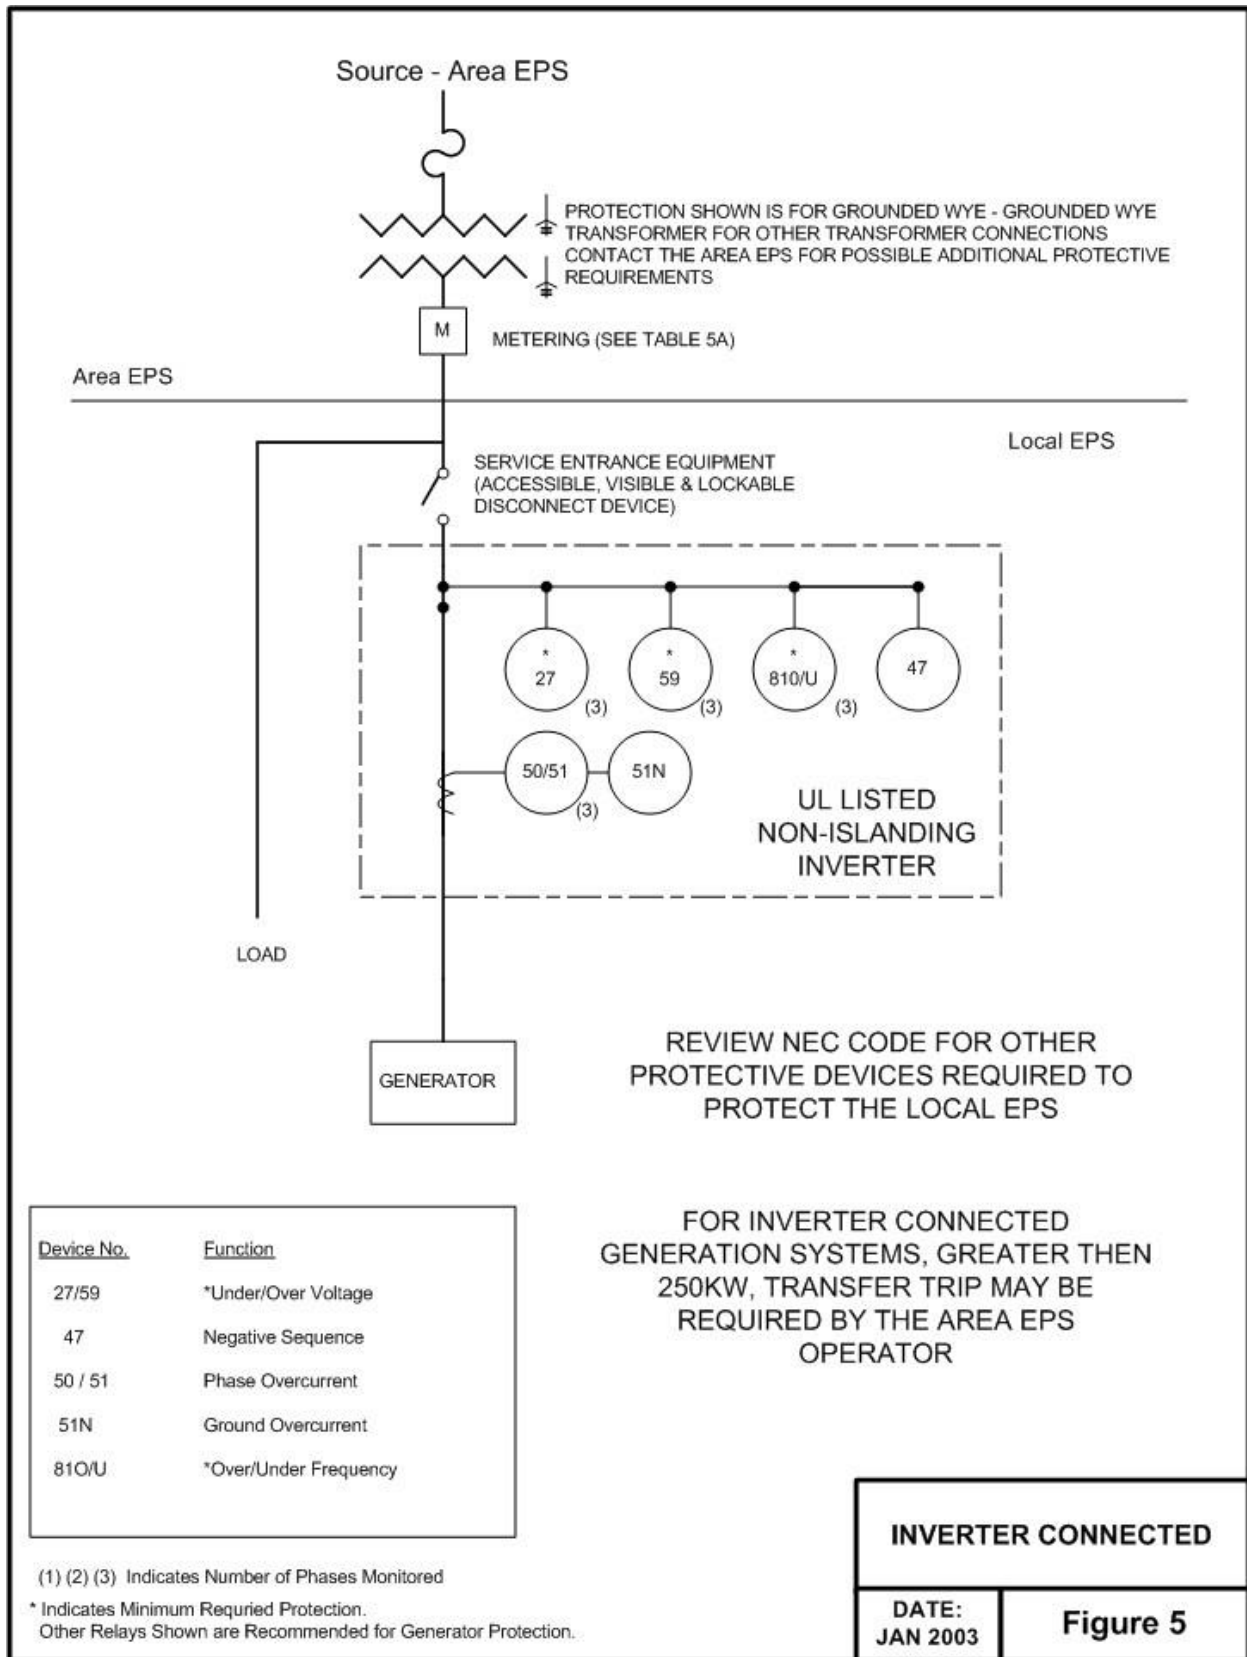 Source - Area EPS
PROTECTION SHOWN IS FOR GROUNDED WYE - GROUNDED WYE
TRANSFORMER FOR OTHER TRANSFORMER CONNECTIONS
CONTACT THE AREA EPS FOR POSSIBLE ADDITIONAL PROTECTIVE
REQUIREMENTS
M
METERING (SEE TABLE 5A)
Area EPS
Local EPS
SERVICE ENTRANCE EQUIPMENT
(ACCESSIBLE, VISIBLE & LOCKABLE
DISCONNECT DEVICE)
* * *
27 59 810/U 47
(3) (3) (3)
50/51 51N
(3)
UL LISTED
NON-ISLANDING
INVERTER
LOAD
GENERATOR
REVIEW NEC CODE FOR OTHER
PROTECTIVE DEVICES REQUIRED TO
PROTECT THE LOCAL EPS
FOR INVERTER CONNECTED
GENERATION SYSTEMS, GREATER THEN
250KW, TRANSFER TRIP MAY BE
REQUIRED BY THE AREA EPS
OPERATOR
Device No. Function
27/59 *Under/Over Voltage
47 Negative Sequence
50 / 51 Phase Overcurrent
51N Ground Overcurrent
81O/U *Over/Under Frequency
(1) (2) (3) Indicates Number of Phases Monitored
* Indicates Minimum Requried Protection.
Other Relays Shown are Recommended for Generator Protection.
INVERTER CONNECTED
DATE:
JAN 2003
Figure 5